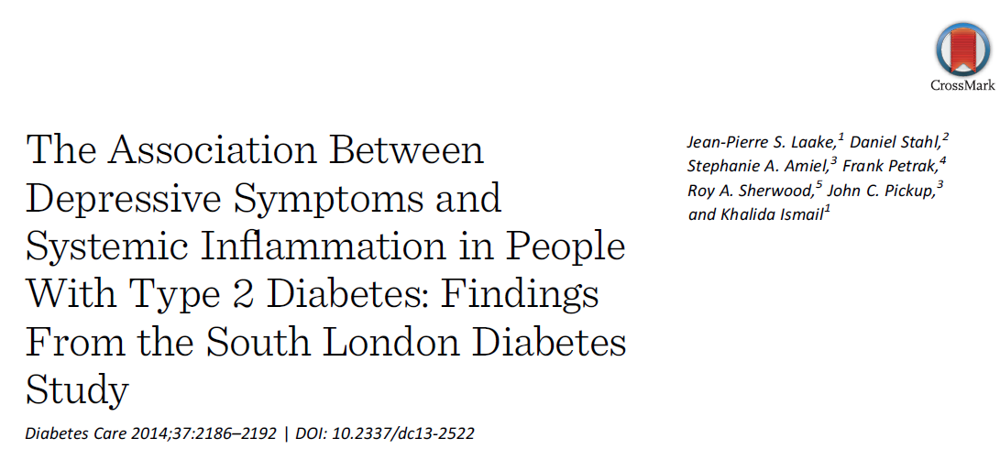 CrossMark
The Association Between
Depressive Symptoms and
Systemic Inflammation in People
With Type 2 Diabetes: Findings
From the South London Diabetes
Study
Diabetes Care 2014;37:2186–2192 | DOI: 10.2337/dc13-2522
Jean-Pierre S. Laake,¹ Daniel Stahl,²
Stephanie A. Amiel,³ Frank Petrak,⁴
Roy A. Sherwood,⁵ John C. Pickup,³
and Khalida Ismail¹